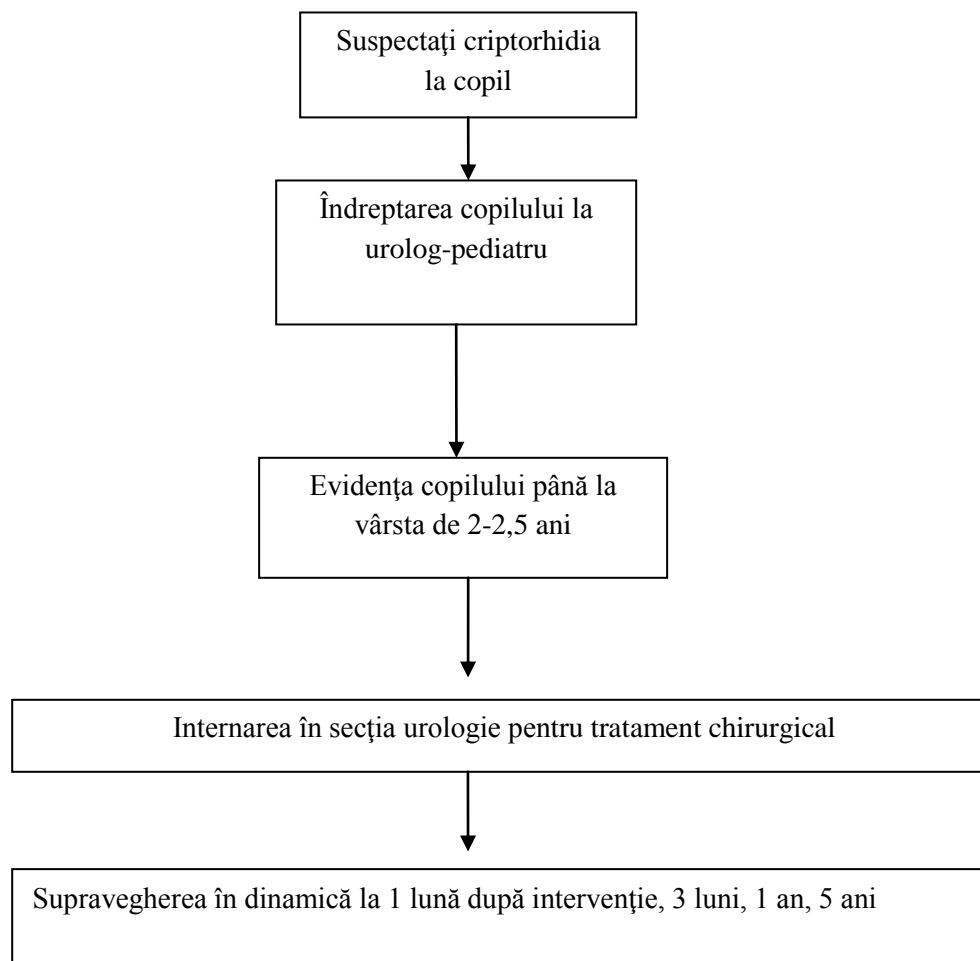 Suspectaţi criptorhidia
la copil
Îndreptarea copilului la
urolog-pediatru
Evidenţa copilului până la
vârsta de 2-2,5 ani
Internarea în secţia urologie pentru tratament chirurgical
Supravegherea în dinamică la 1 lună după intervenţie, 3 luni, 1 an, 5 ani